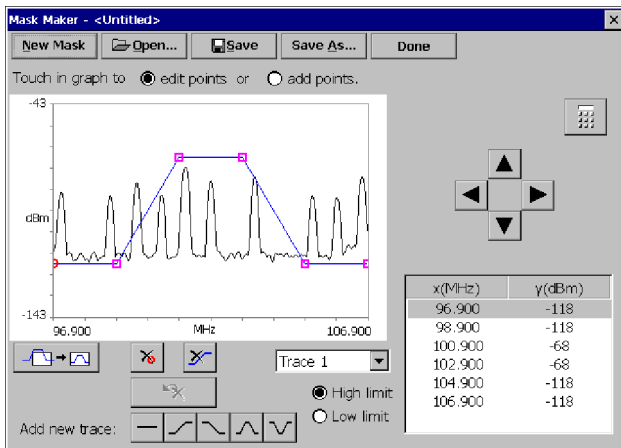 Mask Maker - <Untitled>
New Mask Open... Save Save As... Done
Touch in graph to edit points or add points.
-43
dBm
-143
96.900 MHz 106.900
x(MHz) y(dBm)
96.900 -118
98.900 -118
100.900 -68
102.900 -68
104.900 -118
106.900 -118
Trace 1
High limit
Low limit
Add new trace: